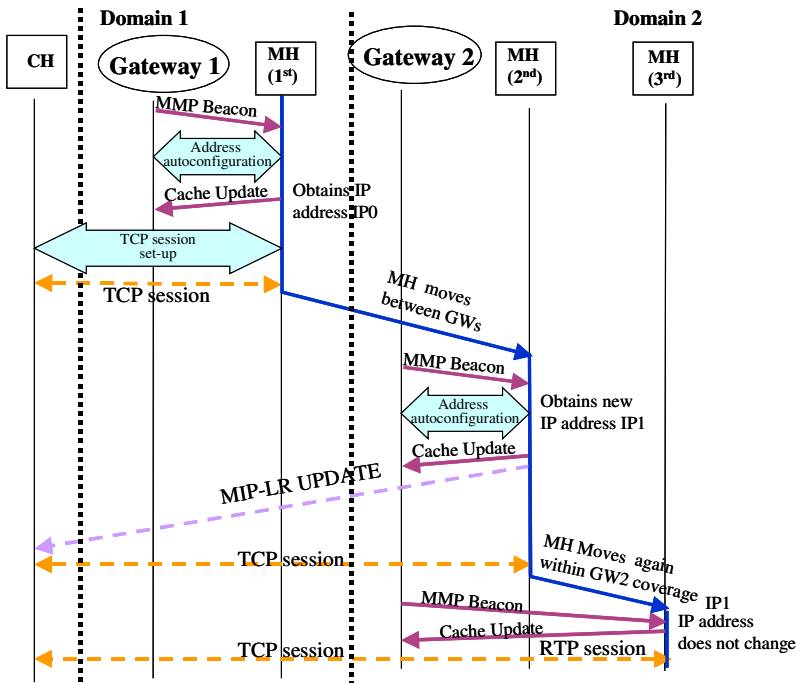 Domain 1
Domain 2
CH
Gateway 1
MH
(1st)
Gateway 2
MH
(2nd)
MH
(3rd)
MMP Beacon
Address
autoconfiguration
Cache Update
Obtains IP
address IP0
TCP session
set-up
TCP session
MH moves
between GWs
MMP Beacon
Address
autoconfiguration
Obtains new
IP address IP1
Cache Update
MIP-LR UPDATE
TCP session
MH Moves again
within GW2 coverage
MMP Beacon
IP1
IP address
does not change
Cache Update
TCP session
RTP session